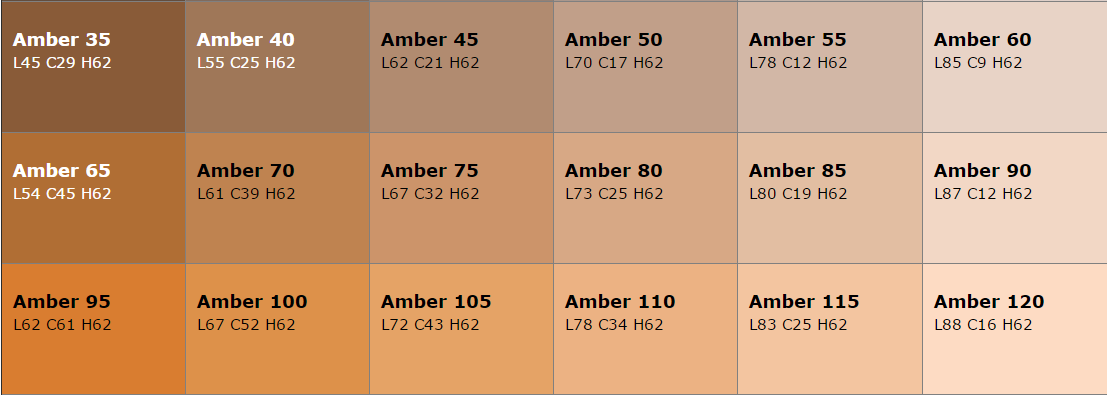 Amber 35
L45 C29 H62
Amber 40
L55 C25 H62
Amber 45
L62 C21 H62
Amber 50
L70 C17 H62
Amber 55
L78 C12 H62
Amber 60
L85 C9 H62
Amber 65
L54 C45 H62
Amber 70
L61 C39 H62
Amber 75
L67 C32 H62
Amber 80
L73 C25 H62
Amber 85
L80 C19 H62
Amber 90
L87 C12 H62
Amber 95
L62 C61 H62
Amber 100
L67 C52 H62
Amber 105
L72 C43 H62
Amber 110
L78 C34 H62
Amber 115
L83 C25 H62
Amber 120
L88 C16 H62